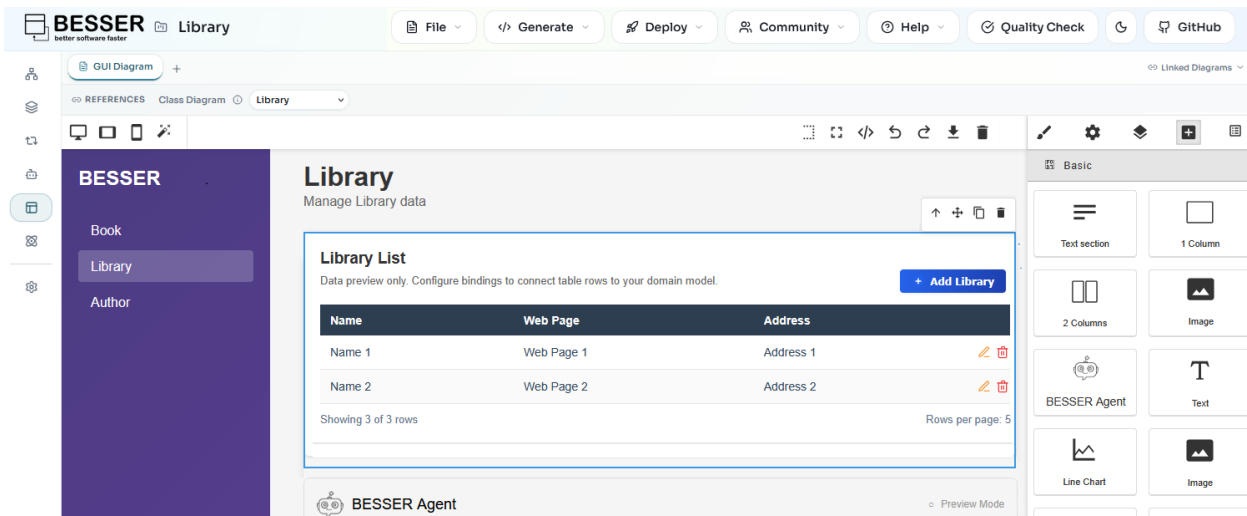 BESSER
better software faster
Library
File
Generate
Deploy
Community
Help
Quality Check
GitHub
GUI Diagram
+
Linked Diagrams
REFERENCES
Class Diagram
Library
Basic
BESSER
Book
Library
Author
Library
Manage Library data
Library List
Data preview only. Configure bindings to connect table rows to your domain model.
+ Add Library
Name Web Page Address
Name 1 Web Page 1 Address 1
Name 2 Web Page 2 Address 2
Showing 3 of 3 rows
Rows per page: 5
BESSER Agent
Preview Mode
Text section
1 Column
2 Columns
Image
BESSER Agent
Text
Line Chart
Image